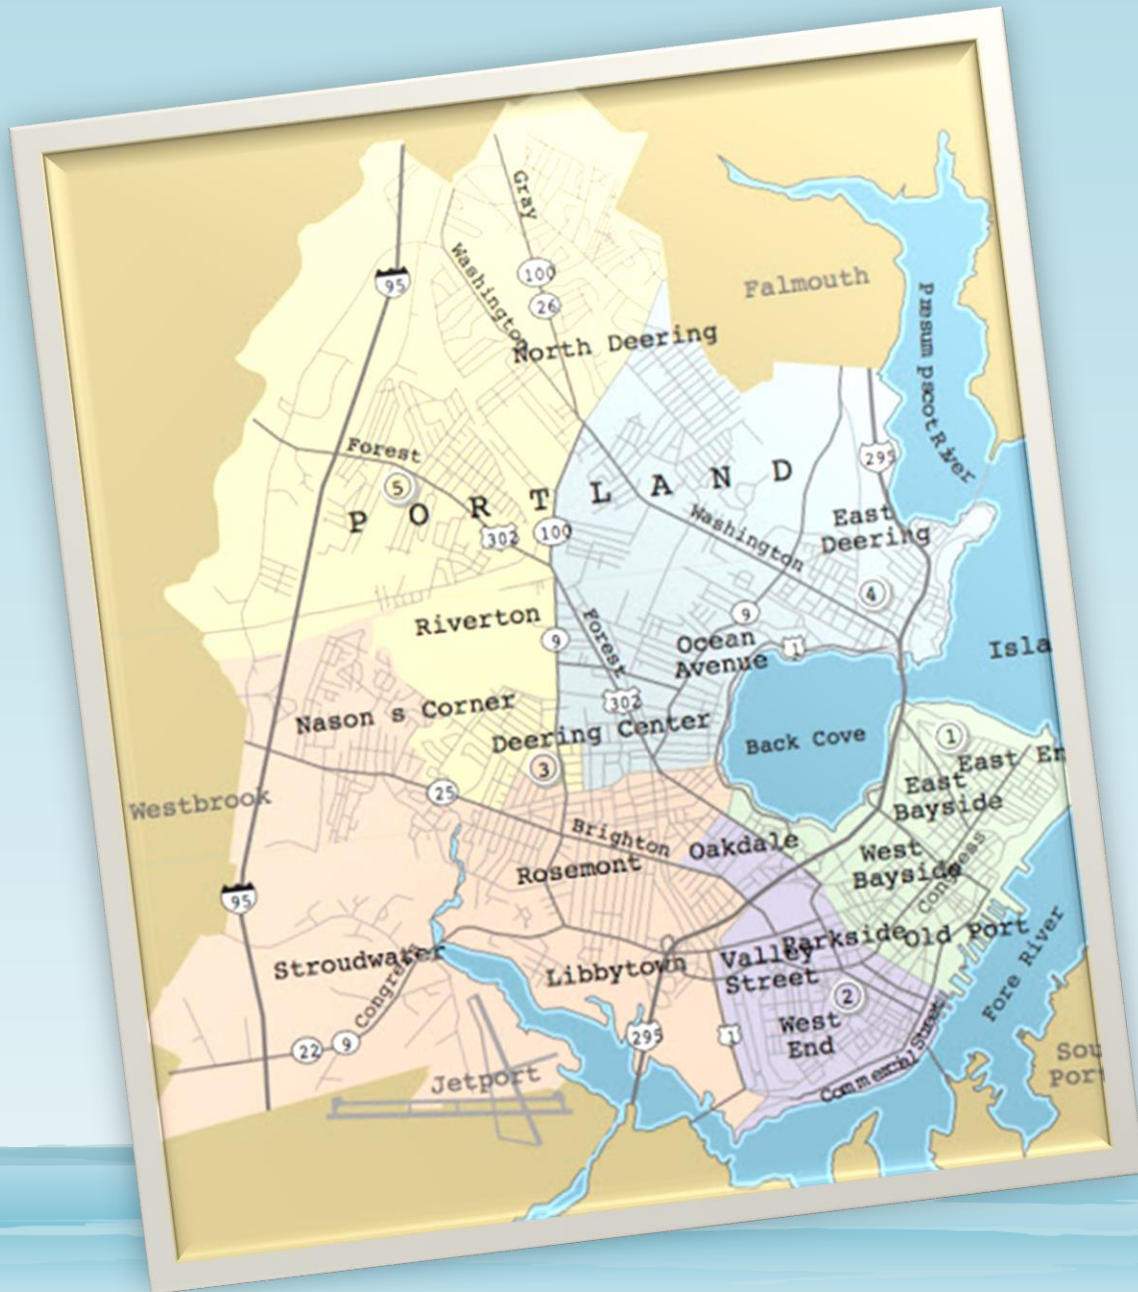 Gray
95
100
Washington
26
Falmouth
North Deering
Presumpscot River
Forest
5
295
PORTLAND
302
100
Washington
East
Deering
4
9
Riverton
9
Forest
Ocean
Avenue
1
Isla
302
Nason s Corner
Deering Center
Back Cove
1
East En
3
East
Bayside
25
Westbrook
Brighton
Oakdale
West
Bayside
Congress
Rosemont
95
Parkside
Old Port
Valley
Street
Stroudwater
Libbytown
Fore River
Congress
2
West
End
295
1
22
9
Sou
Port
Jetport
Commercial Street